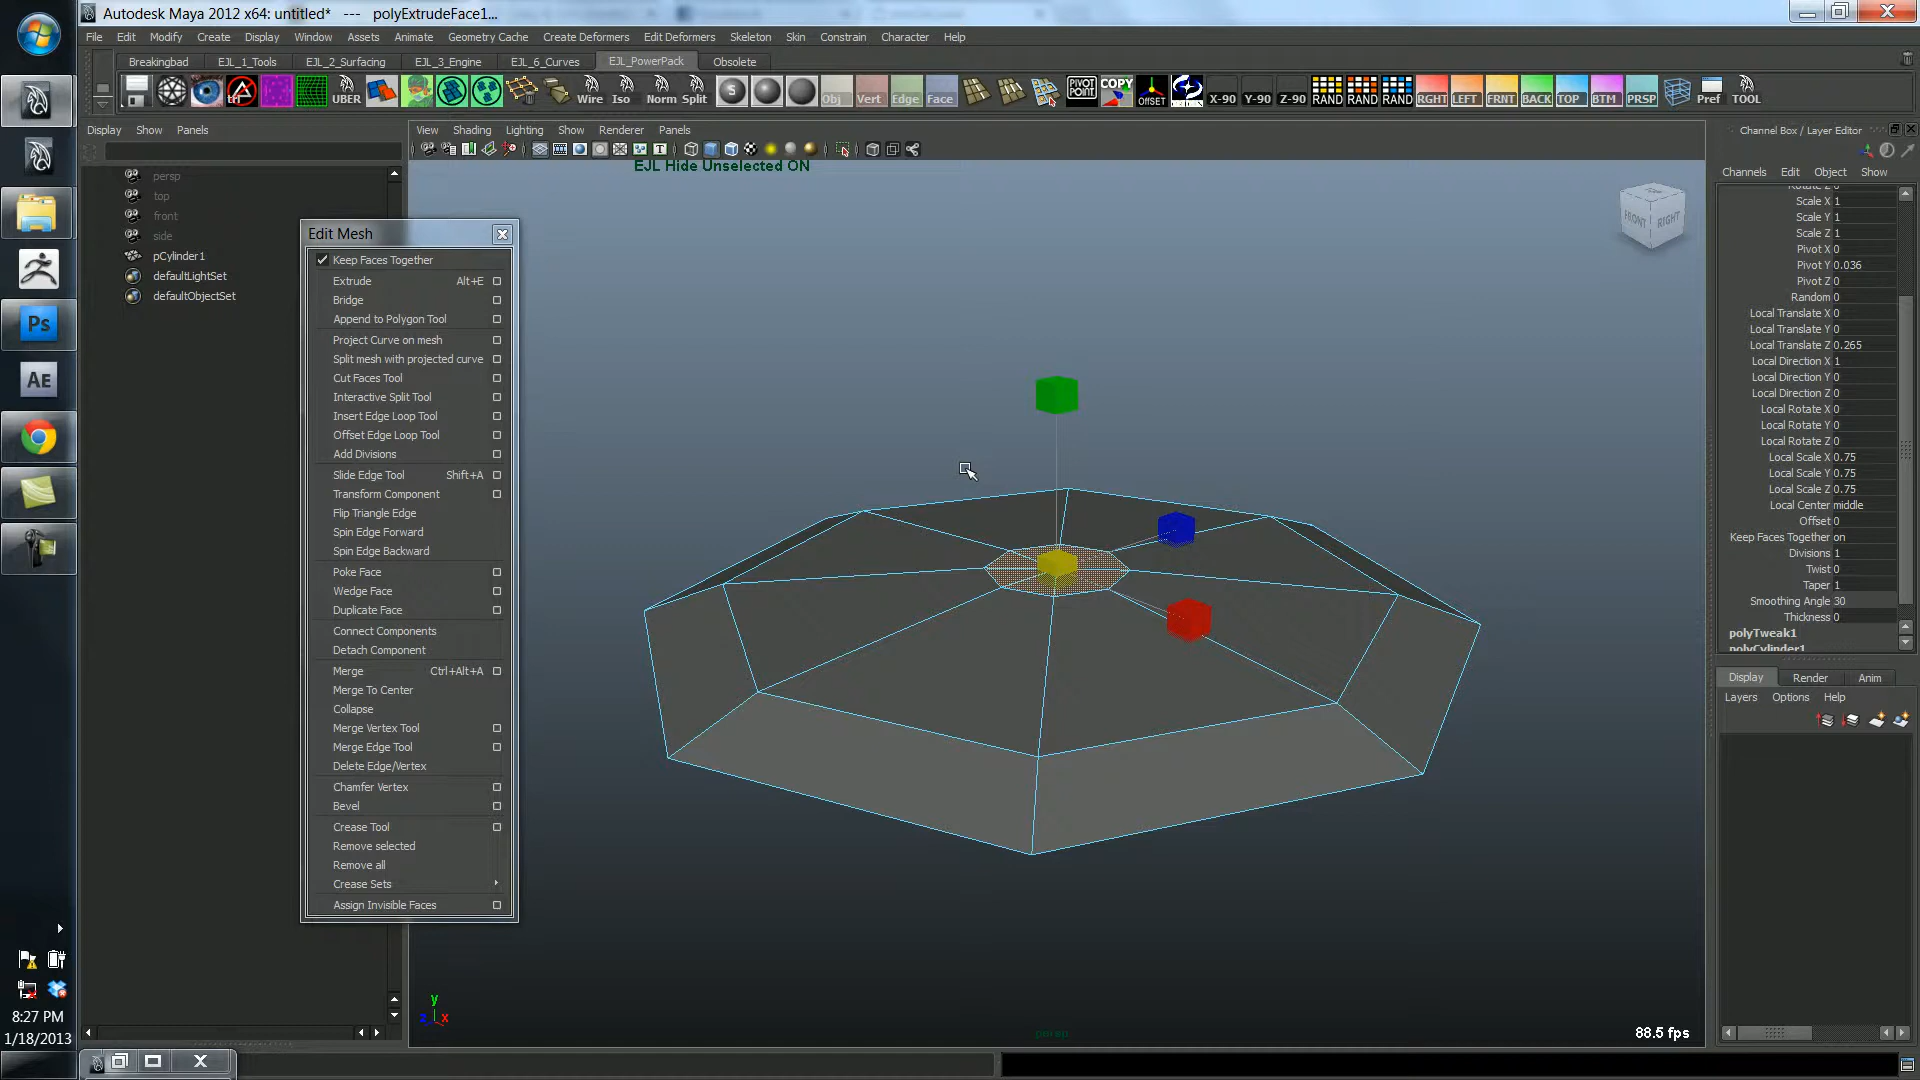 Autodesk Maya 2012 x64: untitled* --- polyExtrudeFace1...
File Edit Modify Create Display Window Assets Animate Geometry Cache Create Deformers Edit Deformers Skeleton Skin Constrain Character Help
Breakingbad EJL_1_Tools EJL_2_Surfacing EJL_3_Engine EJL_6_Curves EJL_PowerPack Obsolete
tri UBER Wire Iso Norm Split S Obj Vert Edge Face PIVOT POINT COPY OFFSET X-90 Y-90 Z-90 RAND RAND RAND RGHT LEFT FRNT BACK TOP BTM PRSP Pref TOOL
Display Show Panels
View Shading Lighting Show Renderer Panels
EJL Hide Unselected ON
persp
top
front
side
pCylinder1
defaultLightSet
defaultObjectSet
Edit Mesh
Keep Faces Together
Extrude Alt+E
Bridge
Append to Polygon Tool
Project Curve on mesh
Split mesh with projected curve
Cut Faces Tool
Interactive Split Tool
Insert Edge Loop Tool
Offset Edge Loop Tool
Add Divisions
Slide Edge Tool Shift+A
Transform Component
Flip Triangle Edge
Spin Edge Forward
Spin Edge Backward
Poke Face
Wedge Face
Duplicate Face
Connect Components
Detach Component
Merge Ctrl+Alt+A
Merge To Center
Collapse
Merge Vertex Tool
Merge Edge Tool
Delete Edge/Vertex
Chamfer Vertex
Bevel
Crease Tool
Remove selected
Remove all
Crease Sets
Assign Invisible Faces
FRONT RIGHT
y
z x
persp
88.5 fps
Channel Box / Layer Editor
Channels Edit Object Show
Rotate Z 0
Scale X 1
Scale Y 1
Scale Z 1
Pivot X 0
Pivot Y 0.036
Pivot Z 0
Random 0
Local Translate X 0
Local Translate Y 0
Local Translate Z 0.265
Local Direction X 1
Local Direction Y 0
Local Direction Z 0
Local Rotate X 0
Local Rotate Y 0
Local Rotate Z 0
Local Scale X 0.75
Local Scale Y 0.75
Local Scale Z 0.75
Local Center middle
Offset 0
Keep Faces Together on
Divisions 1
Twist 0
Taper 1
Smoothing Angle 30
Thickness 0
polyTweak1
polyCylinder1
Display Render Anim
Layers Options Help
Ps
AE
8:27 PM
1/18/2013